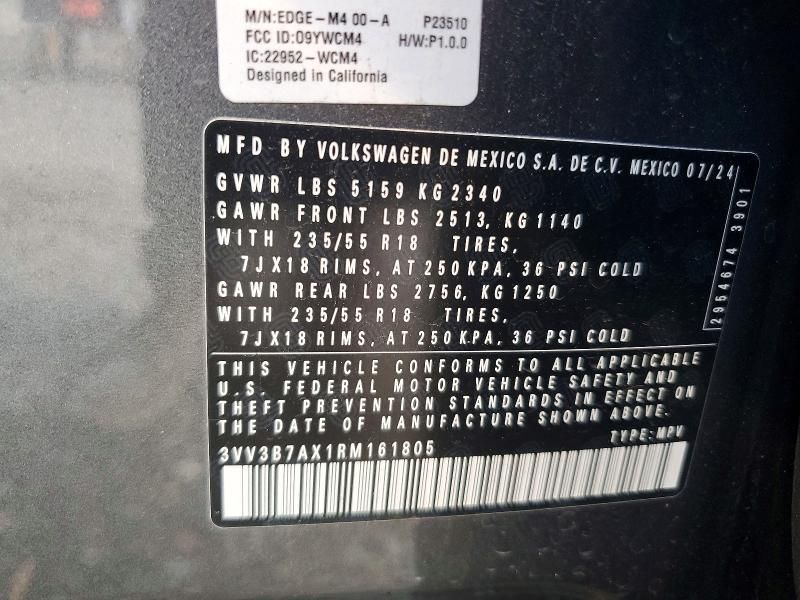 M/N:EDGE-M4 00-A P23510
FCC ID:O9YWCM4 H/W:P1.0.0
IC:22952-WCM4
Designed in California
MFD BY VOLKSWAGEN DE MEXICO S.A. DE C.V. MEXICO 07/24
GVWR LBS 5159 KG 2340
GAWR FRONT LBS 2513, KG 1140
WITH 235/55 R18 TIRES,
7J X18 RIMS, AT 250 KPA, 36 PSI COLD
GAWR REAR LBS 2756, KG 1250
WITH 235/55 R18 TIRES,
7J X18 RIMS, AT 250 KPA, 36 PSI COLD
2954674 3901
THIS VEHICLE CONFORMS TO ALL APPLICABLE
U.S. FEDERAL MOTOR VEHICLE SAFETY AND
THEFT PREVENTION STANDARDS IN EFFECT ON
THE DATE OF MANUFACTURE SHOWN ABOVE.
3VV3B7AX1RM161805 TYPE: MPV